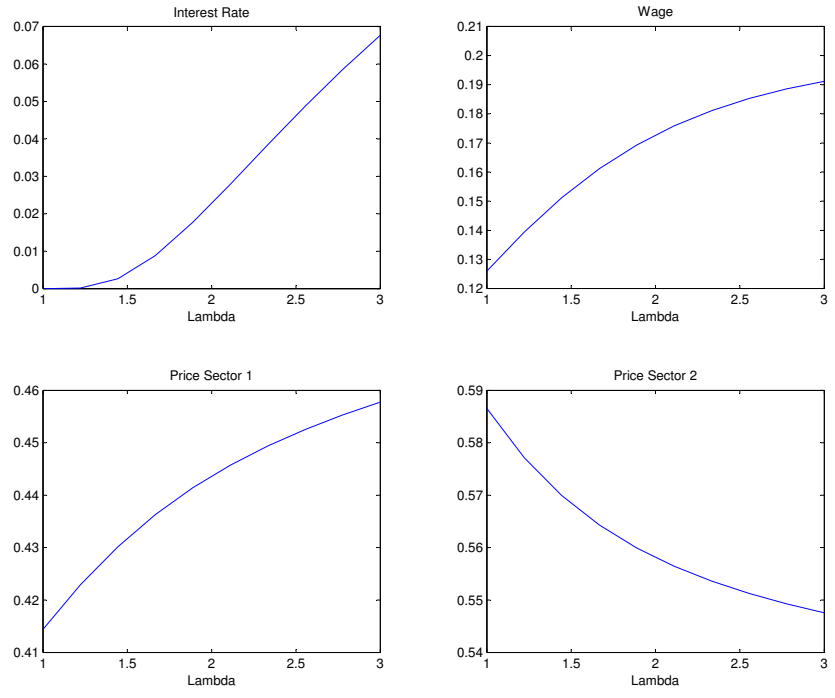 Interest Rate
0.07
0.06
0.05
0.04
0.03
0.02
0.01
0
1 1.5 2 2.5 3
Lambda
Wage
0.21
0.2
0.19
0.18
0.17
0.16
0.15
0.14
0.13
0.12
1 1.5 2 2.5 3
Lambda
Price Sector 1
0.46
0.45
0.44
0.43
0.42
0.41
1 1.5 2 2.5 3
Lambda
Price Sector 2
0.59
0.58
0.57
0.56
0.55
0.54
1 1.5 2 2.5 3
Lambda